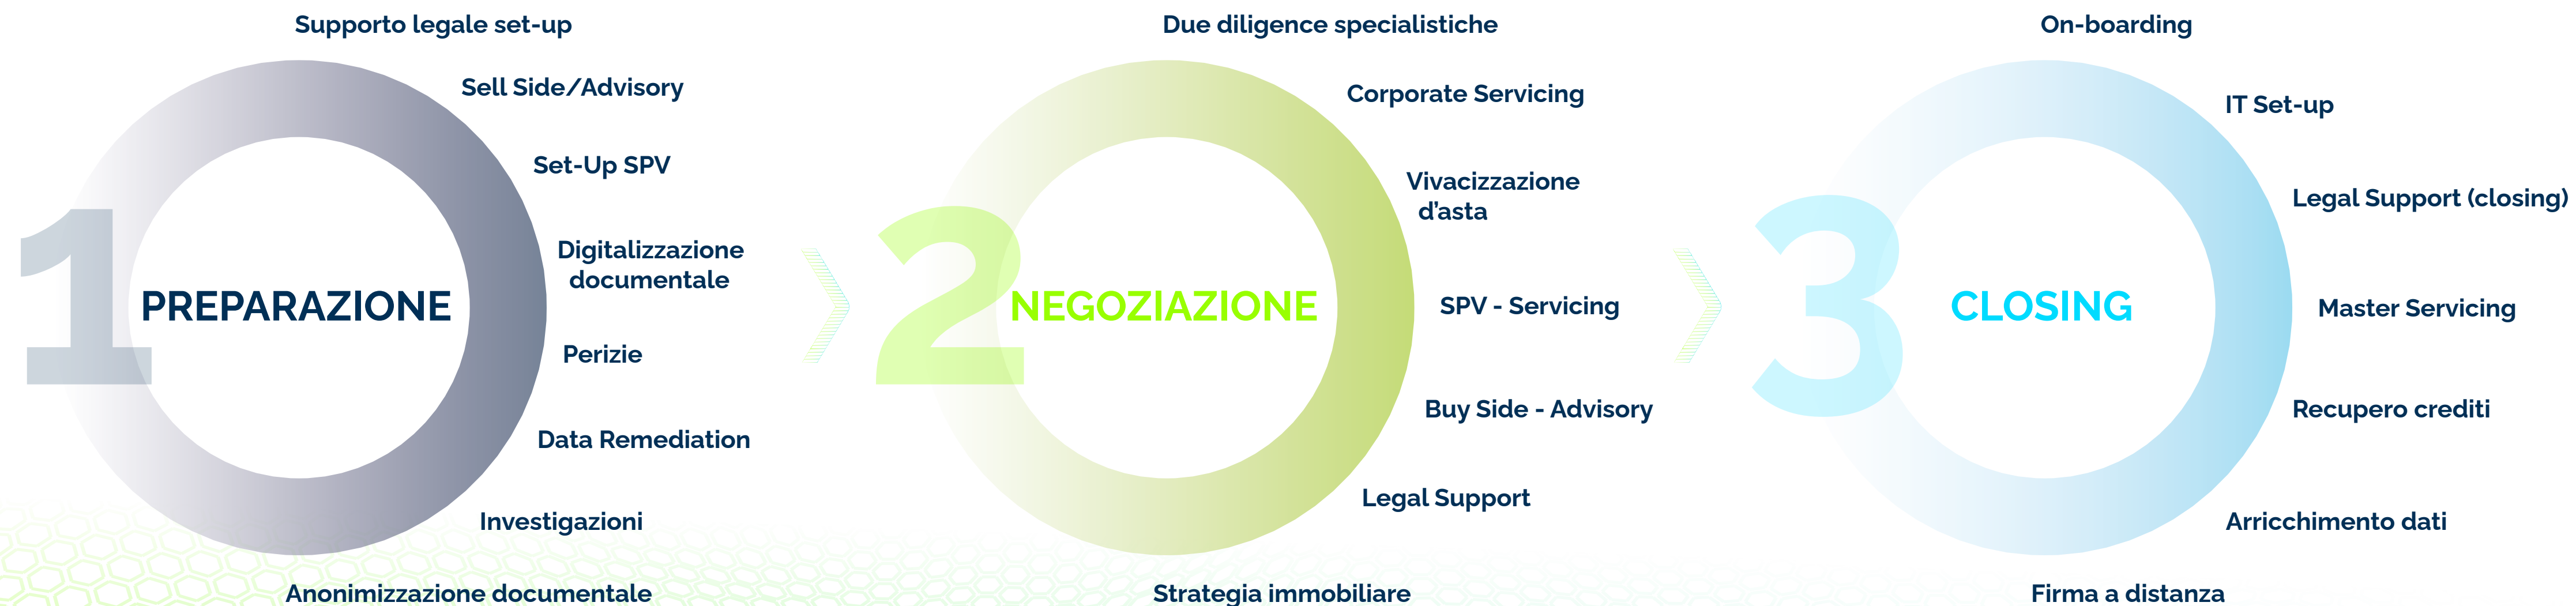 1
PREPARAZIONE
Supporto legale set-up
Sell Side/Advisory
Set-Up SPV
Digitalizzazione
documentale
Perizie
Data Remediation
Investigazioni
Anonimizzazione documentale
2
NEGOZIAZIONE
Due diligence specialistiche
Corporate Servicing
Vivacizzazione
d’asta
SPV - Servicing
Buy Side - Advisory
Legal Support
Strategia immobiliare
3
CLOSING
On-boarding
IT Set-up
Legal Support (closing)
Master Servicing
Recupero crediti
Arricchimento dati
Firma a distanza